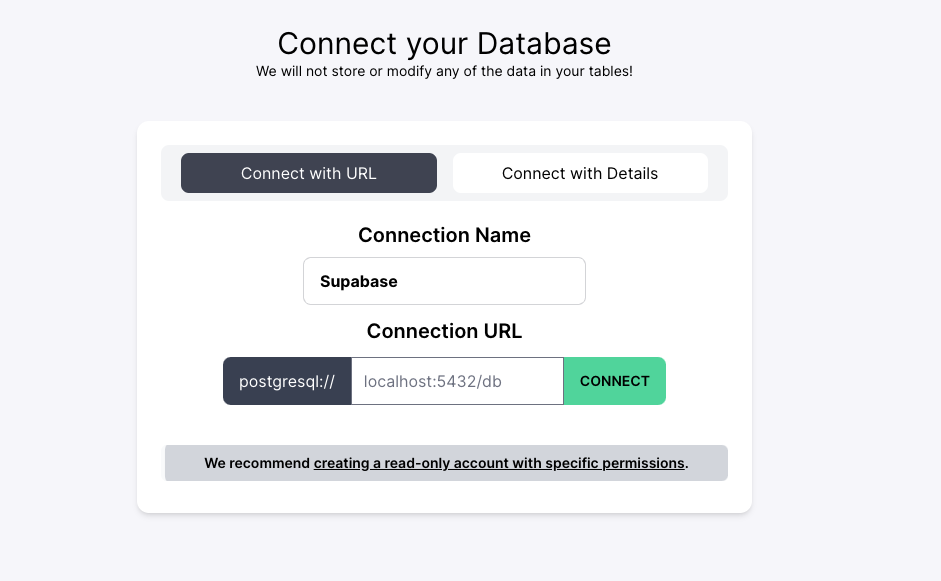 Connect your Database
We will not store or modify any of the data in your tables!
Connect with URL
Connect with Details
Connection Name
Supabase
Connection URL
postgresql://
localhost:5432/db
CONNECT
We recommend creating a read-only account with specific permissions.